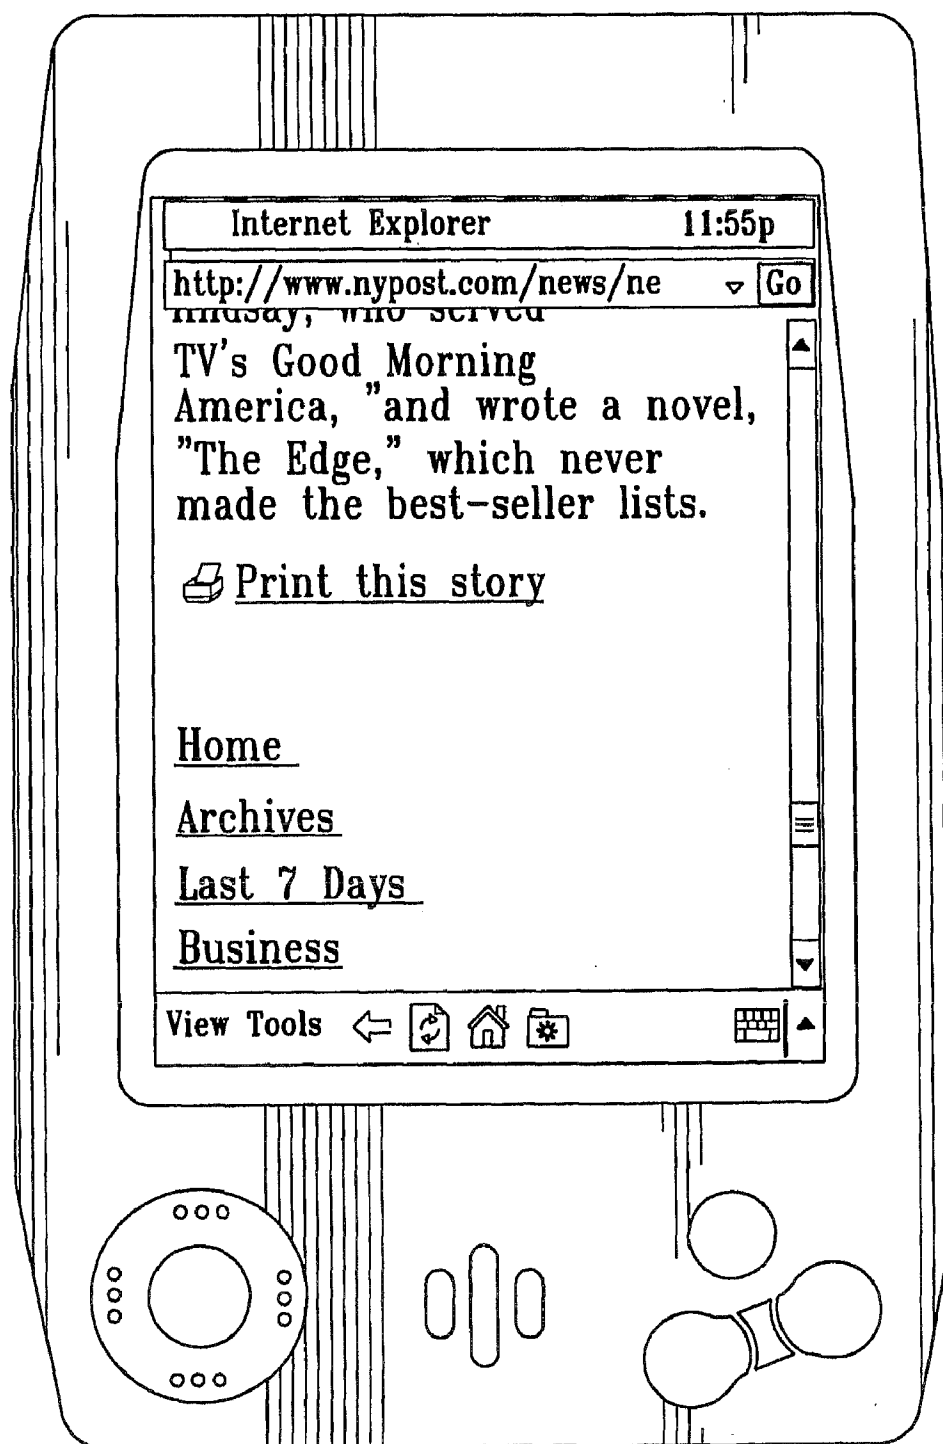 Internet Explorer 11:55p
http://www.nypost.com/news/ne Go
who served
TV's Good Morning
America, "and wrote a novel,
"The Edge," which never
made the best-seller lists.
Print this story
Home
Archives
Last 7 Days
Business
View Tools